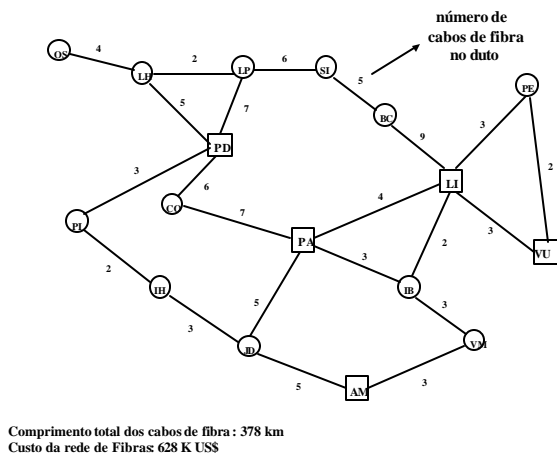 número de
cabos de fibra
no duto
OS
4
LH
2
LP
6
SI
5
BC
9
PE
3
2
5
7
PD
3
6
CO
7
LI
4
3
VU
2
PI
2
IH
3
PA
3
IB
3
5
JD
5
AM
3
VM
Comprimento total dos cabos de fibra : 378 km
Custo da rede de Fibras: 628 K US$